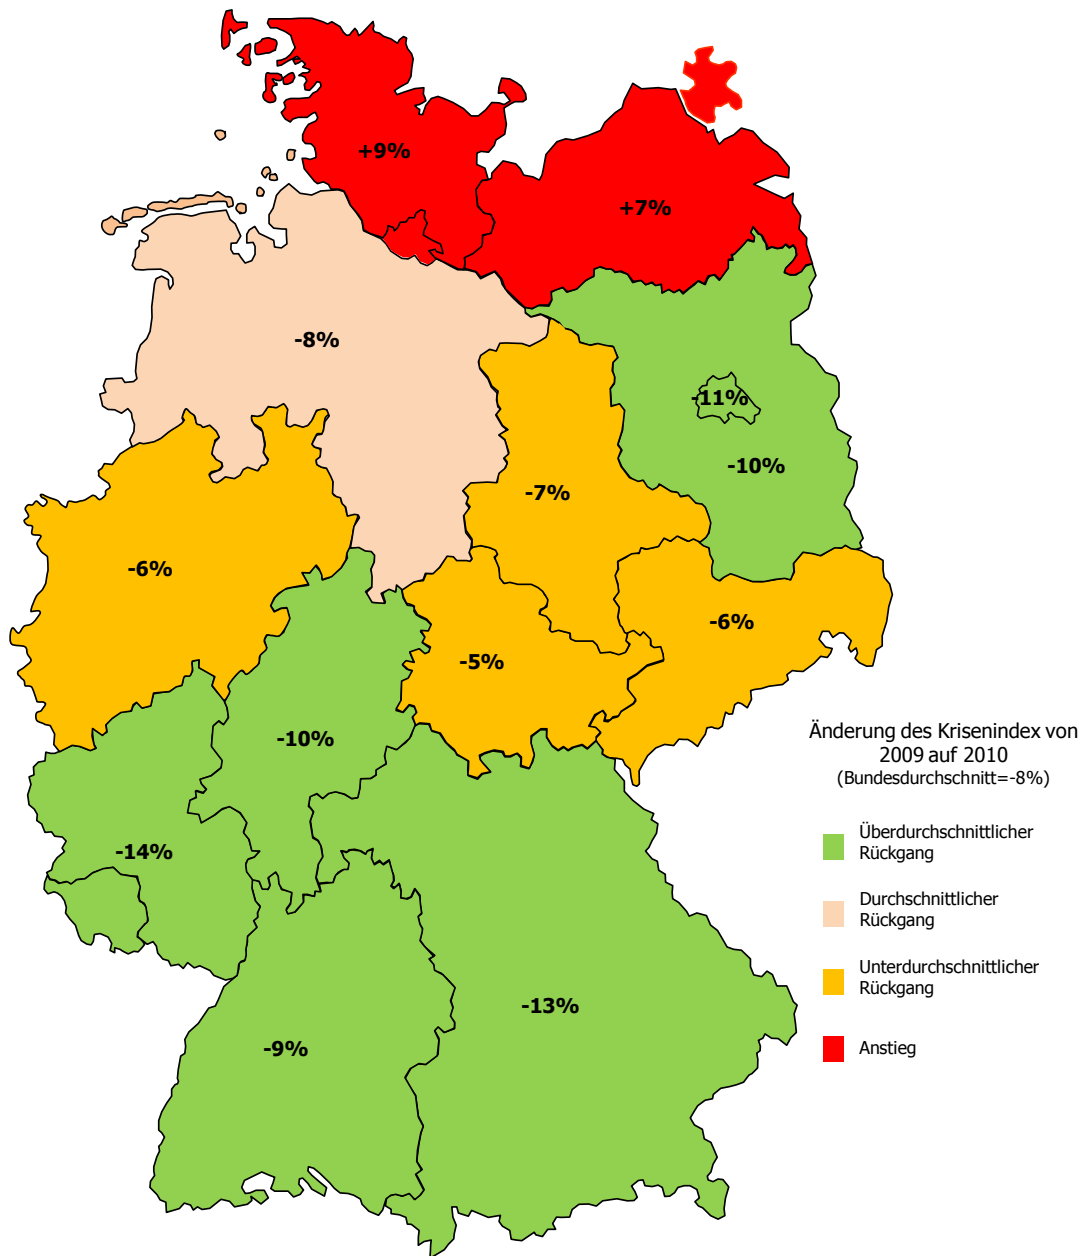 +9%
+7%
-8%
-11%
-10%
-7%
-6%
-6%
-5%
-10%
-14%
-13%
-9%
Änderung des Krisenindex von
2009 auf 2010
(Bundesdurchschnitt=-8%)
Überdurchschnittlicher
Rückgang
Durchschnittlicher
Rückgang
Unterdurchschnittlicher
Rückgang
Anstieg